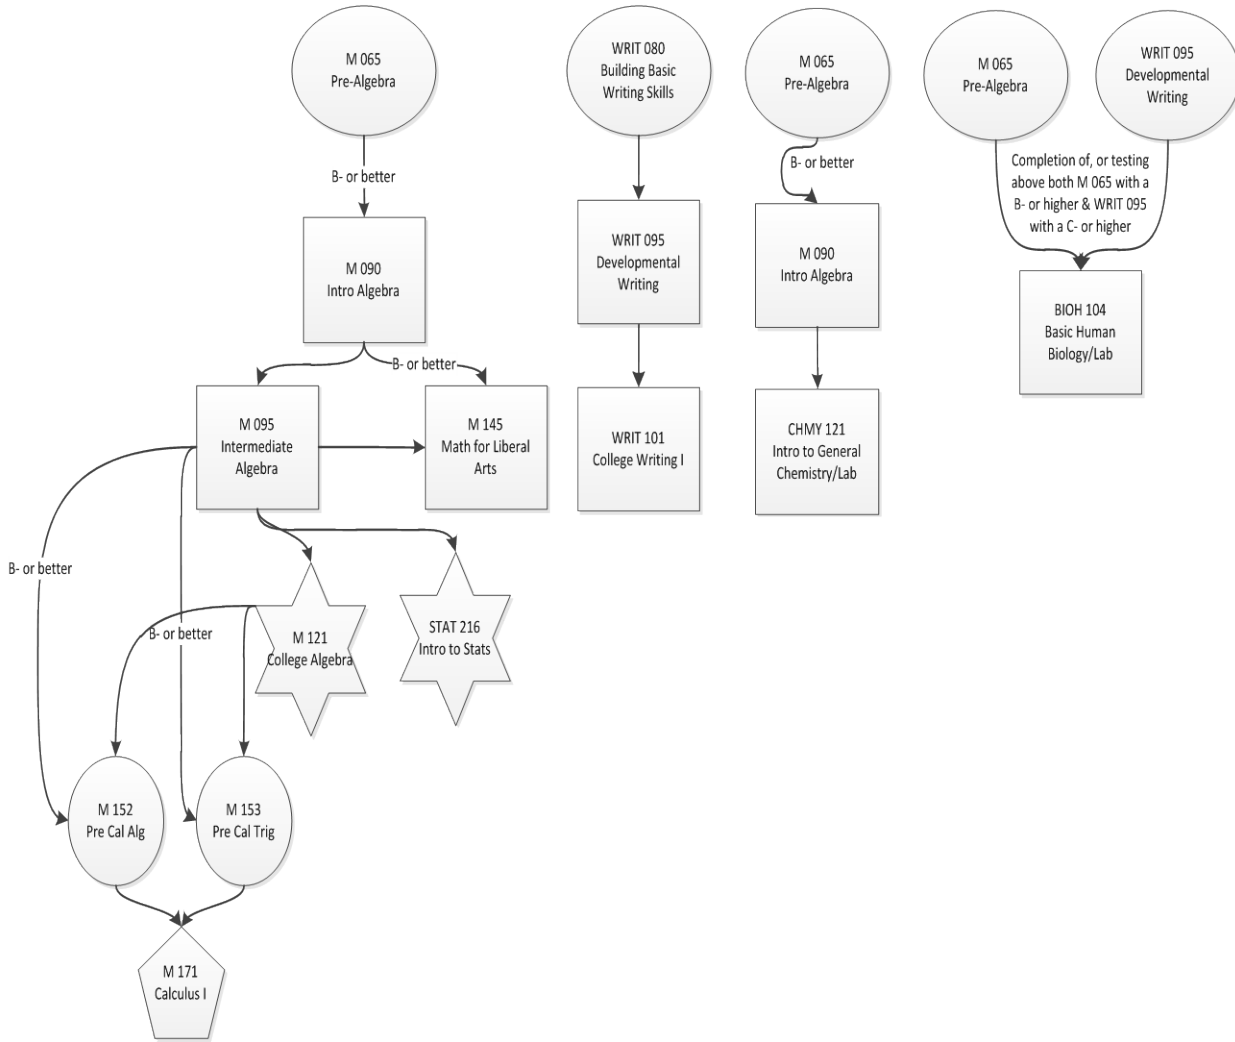 M 065
Pre-Algebra
B- or better
M 090
Intro Algebra
B- or better
M 095
Intermediate
Algebra
M 145
Math for Liberal
Arts
B- or better
B- or better
M 121
College Algebra
STAT 216
Intro to Stats
M 152
Pre Cal Alg
M 153
Pre Cal Trig
M 171
Calculus I
WRIT 080
Building Basic
Writing Skills
WRIT 095
Developmental
Writing
WRIT 101
College Writing I
M 065
Pre-Algebra
B- or better
M 090
Intro Algebra
CHMY 121
Intro to General
Chemistry/Lab
M 065
Pre-Algebra
WRIT 095
Developmental
Writing
Completion of, or testing
above both M 065 with a
B- or higher & WRIT 095
with a C- or higher
BIOH 104
Basic Human
Biology/Lab